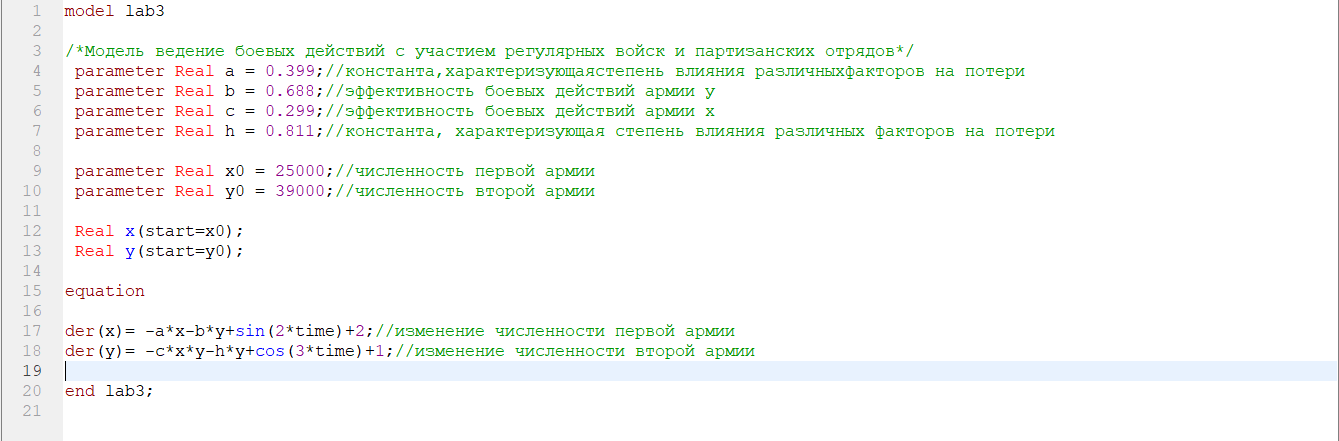 1 model lab3
2
3 /*Модель ведение боевых действий с участием регулярных войск и партизанских отрядов*/
4 parameter Real a = 0.399;//константа,характеризующаястепень влияния различныхфакторов на потери
5 parameter Real b = 0.688;//эффективность боевых действий армии у
6 parameter Real c = 0.299;//эффективность боевых действий армии х
7 parameter Real h = 0.811;//константа, характеризующая степень влияния различных факторов на потери
8
9 parameter Real x0 = 25000;//численность первой армии
10 parameter Real y0 = 39000;//численность второй армии
11
12 Real x(start=x0);
13 Real y(start=y0);
14
15 equation
16
17 der(x)= -a*x-b*y+sin(2*time)+2;//изменение численности первой армии
18 der(y)= -c*x*y-h*y+cos(3*time)+1;//изменение численности второй армии
19
20 end lab3;
21